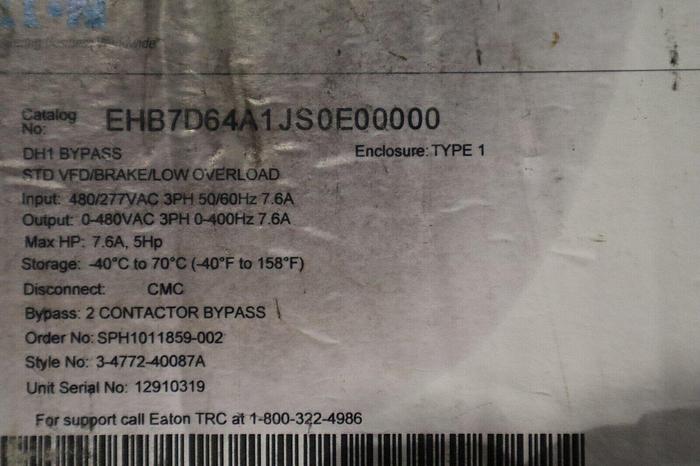 Business Worldwide
Catalog No: EHB7D64A1JS0E00000
DH1 BYPASS Enclosure: TYPE 1
STD VFD/BRAKE/LOW OVERLOAD
Input: 480/277VAC 3PH 50/60Hz 7.6A
Output: 0-480VAC 3PH 0-400Hz 7.6A
Max HP: 7.6A, 5Hp
Storage: -40°C to 70°C (-40°F to 158°F)
Disconnect: CMC
Bypass: 2 CONTACTOR BYPASS
Order No: SPH1011859-002
Style No: 3-4772-40087A
Unit Serial No: 12910319
For support call Eaton TRC at 1-800-322-4986